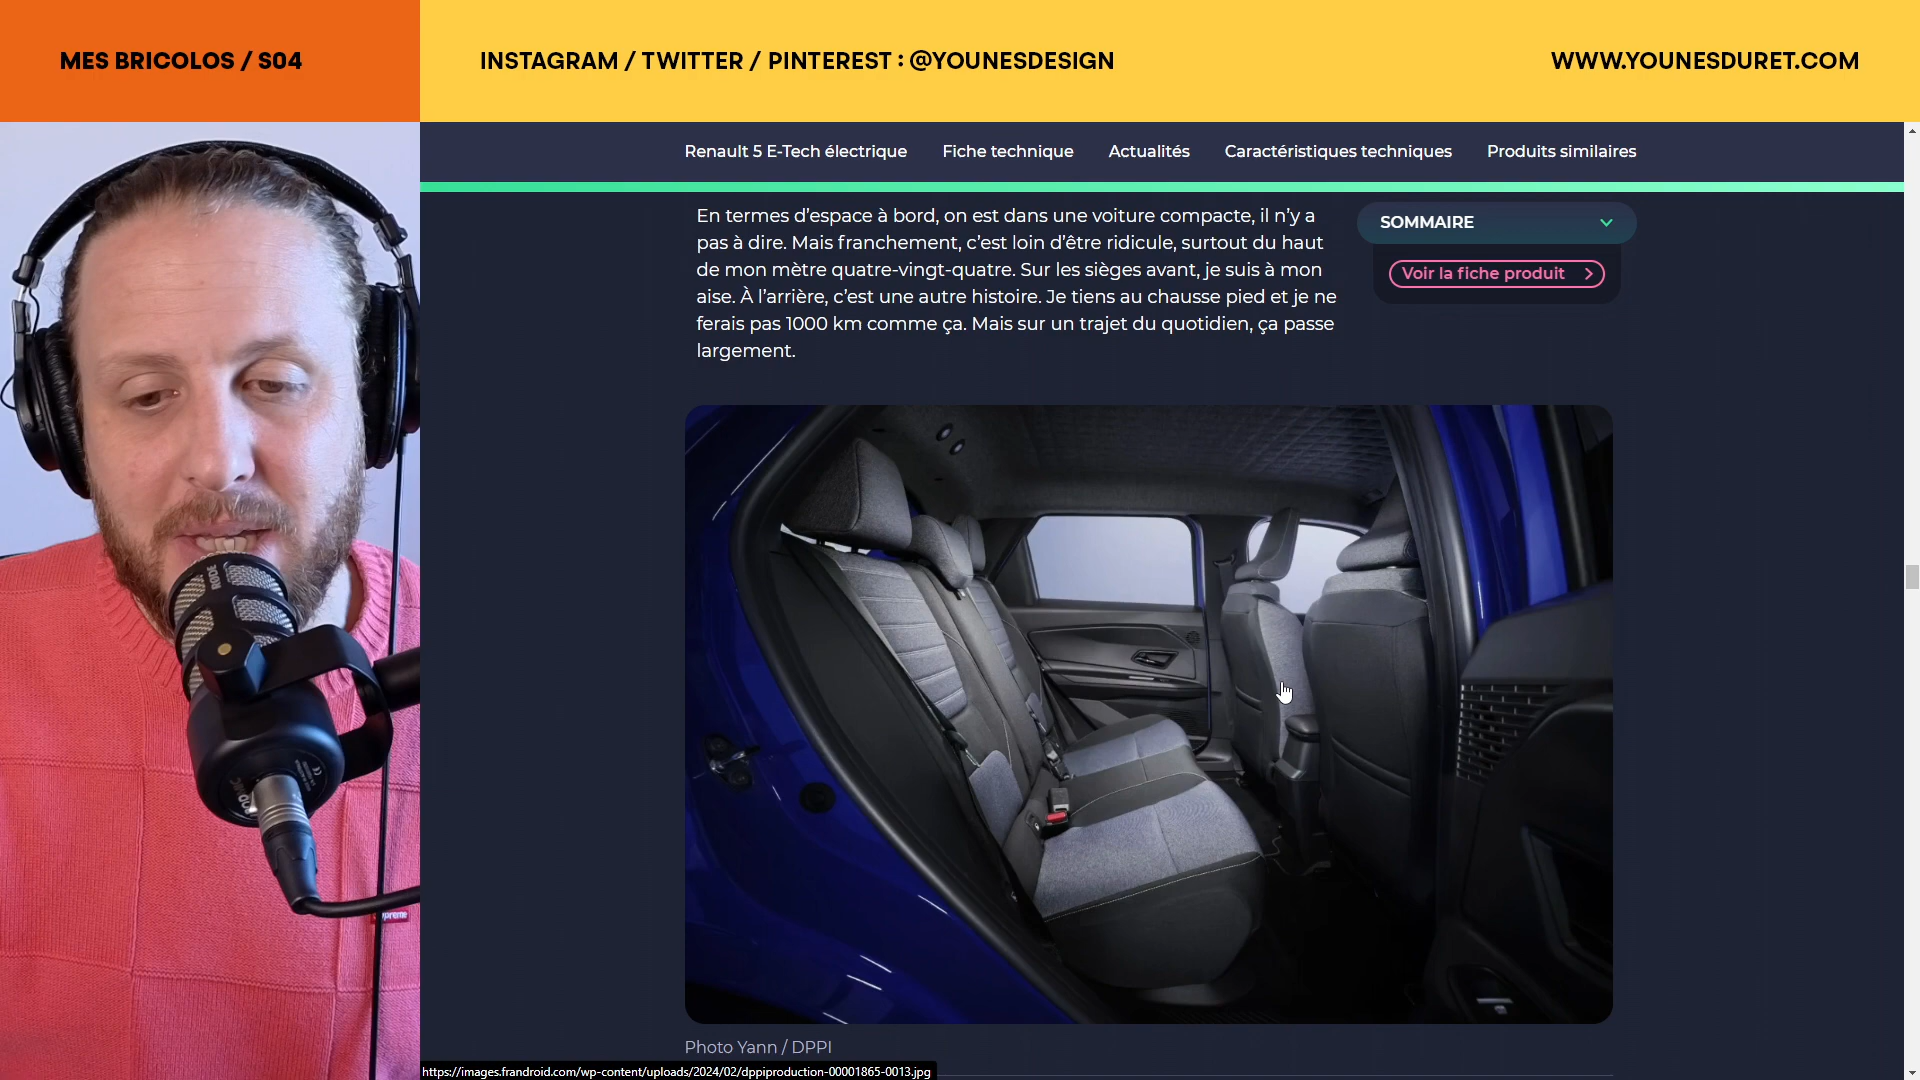 MES BRICOLOS / S04
INSTAGRAM / TWITTER / PINTEREST : @YOUNESDESIGN
WWW.YOUNESDURET.COM
Renault 5 E-Tech électrique
Fiche technique
Actualités
Caractéristiques techniques
Produits similaires
En termes d’espace à bord, on est dans une voiture compacte, il n’y a
pas à dire. Mais franchement, c’est loin d’être ridicule, surtout du haut
de mon mètre quatre-vingt-quatre. Sur les sièges avant, je suis à mon
aise. À l’arrière, c’est une autre histoire. Je tiens au chausse pied et je ne
ferais pas 1000 km comme ça. Mais sur un trajet du quotidien, ça passe
largement.
SOMMAIRE
Voir la fiche produit
RØDE
Photo Yann / DPPI
https://images.frandroid.com/wp-content/uploads/2024/02/dppiproduction-00001865-0013.jpg